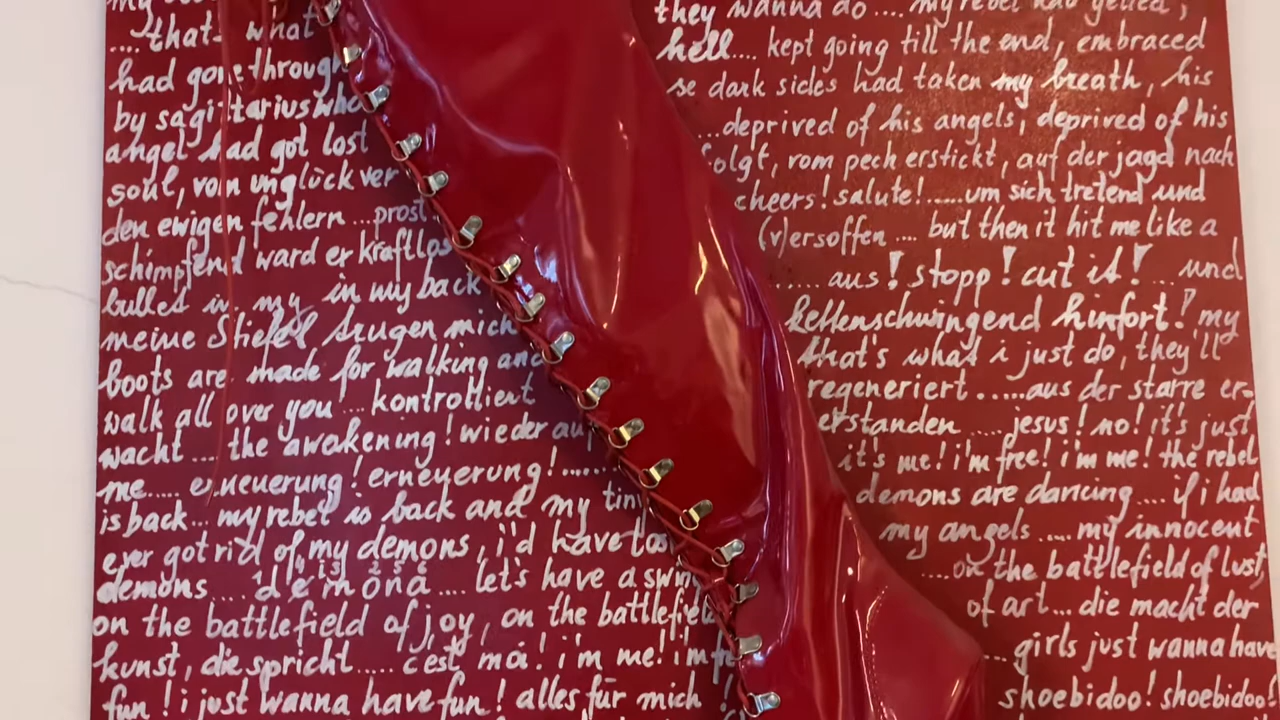 they wanna do .... my rebel had yelled,
.... that- what hell.... kept going till the end, embraced
had gone through se dark sides had taken my breath, his
by sagittarius who ...deprived of his angels, deprived of his
angel had got lost folgt, vom pech erstickt, auf der jagd nach
soul, vom unglück ver cheers! salute!.....um sich tretend und
den ewigen fehlern ...prost (v)ersoffen .... but then it hit me like a
schimpfend ward er kraftlos ..... aus! stopp! cut it! ... und
bullet in my in my back kettenschwingend hinfort! my
meine Stiefel trugen mich that's what i just do, they'll
boots are made for walking and regeneriert .....aus der starre er-
walk all over you ... kontrolliert erstanden .... jesus! no! it's just
wacht ... the awakening! wieder auf it's me! i'm free! i'm me! the rebel
me.... erneuerung! erneuerung!...... demons are dancing.... if i had
is back.. my rebel is back and my tiny my angels ..... my innocent
ever got rid of my demons, i'd have los ....on the battlefield of lust,
demons .... d e m o n a .... let's have a swing of art... die macht der
on the battlefield of joy, on the battlefield ...girls just wanna have
kunst, die spricht .... c'est moi! i'm me! i'm fr shoebidoo! shoebidoo!
fun! i just wanna have fun! alles für mich !